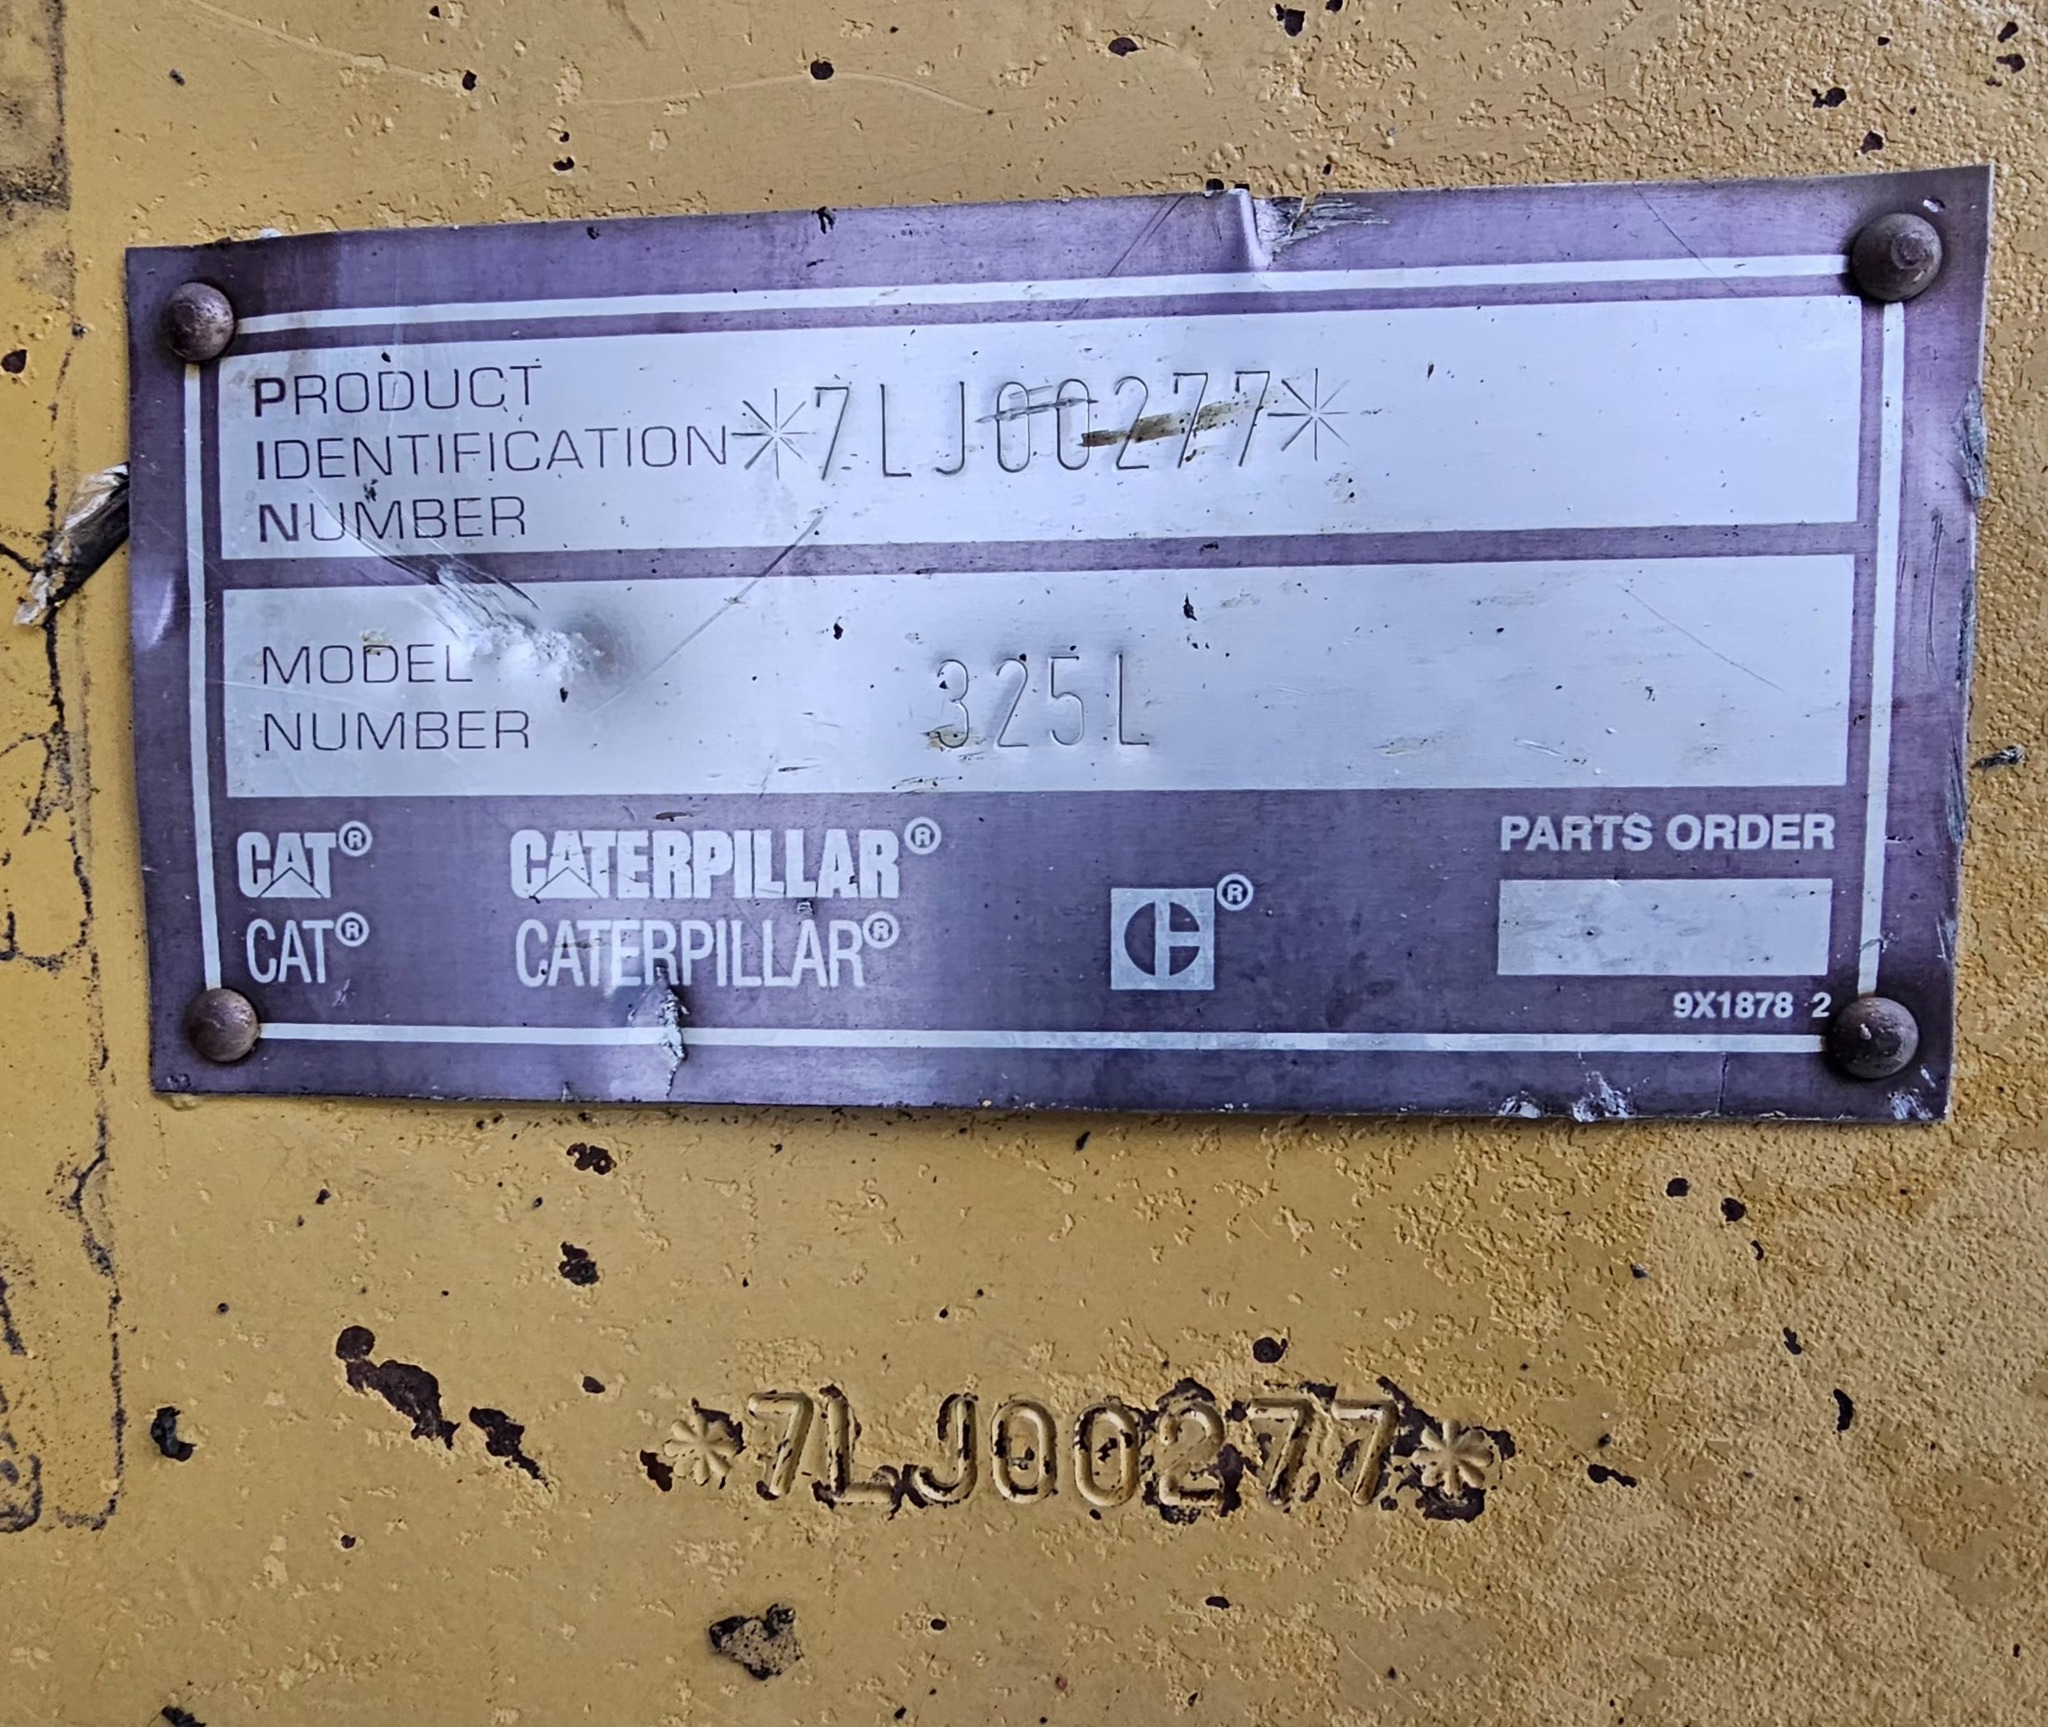 PRODUCT
IDENTIFICATION *7LJ00277*
NUMBER
MODEL
NUMBER 325L
CAT® CATERPILLAR® PARTS ORDER
CAT® CATERPILLAR® C®
9X1878 2
*7LJ00277*